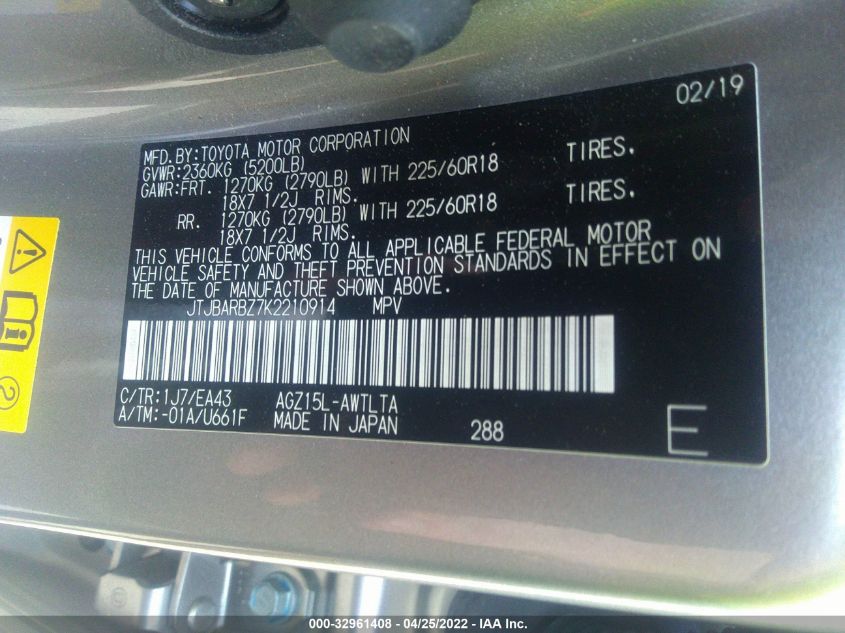 02/19
MFD.BY:TOYOTA MOTOR CORPORATION
GVWR:2360KG (5200LB)
GAWR:FRT. 1270KG (2790LB) WITH 225/60R18 TIRES.
18X7 1/2J RIMS.
RR. 1270KG (2790LB) WITH 225/60R18 TIRES.
18X7 1/2J RIMS.
THIS VEHICLE CONFORMS TO ALL APPLICABLE FEDERAL MOTOR
VEHICLE SAFETY AND THEFT PREVENTION STANDARDS IN EFFECT ON
THE DATE OF MANUFACTURE SHOWN ABOVE.
JTJBARBZ7K2210914 MPV
C/TR:1J7/EA43 AGZ15L-AWTLTA
A/TM:-01A/U661F MADE IN JAPAN 288 E
2
000-32961408 - 04/25/2022 - IAA Inc.